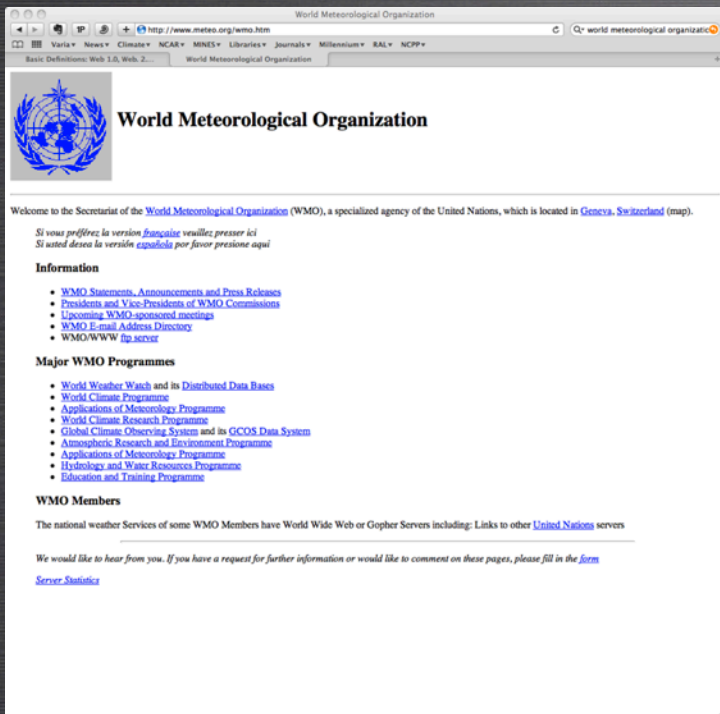 World Meteorological Organization
http://www.meteo.org/wmo.htm
world meteorological organizatic
Varia News Climate NCAR MINES Libraries Journals Millennium RAL NCPP
Basic Definitions: Web 1.0, Web. 2.... World Meteorological Organization
World Meteorological Organization
Welcome to the Secretariat of the World Meteorological Organization (WMO), a specialized agency of the United Nations, which is located in Geneva, Switzerland (map).
Si vous préférez la version française veuillez presser ici
Si usted desea la versión española por favor presione aqui
Information
WMO Statements, Announcements and Press Releases
Presidents and Vice-Presidents of WMO Commissions
Upcoming WMO-sponsored meetings
WMO E-mail Address Directory
WMO/WWW ftp server
Major WMO Programmes
World Weather Watch and its Distributed Data Bases
World Climate Programme
Applications of Meteorology Programme
World Climate Research Programme
Global Climate Observing System and its GCOS Data System
Atmospheric Research and Environment Programme
Applications of Meteorology Programme
Hydrology and Water Resources Programme
Education and Training Programme
WMO Members
The national weather Services of some WMO Members have World Wide Web or Gopher Servers including: Links to other United Nations servers
We would like to hear from you. If you have a request for further information or would like to comment on these pages, please fill in the form
Server Statistics